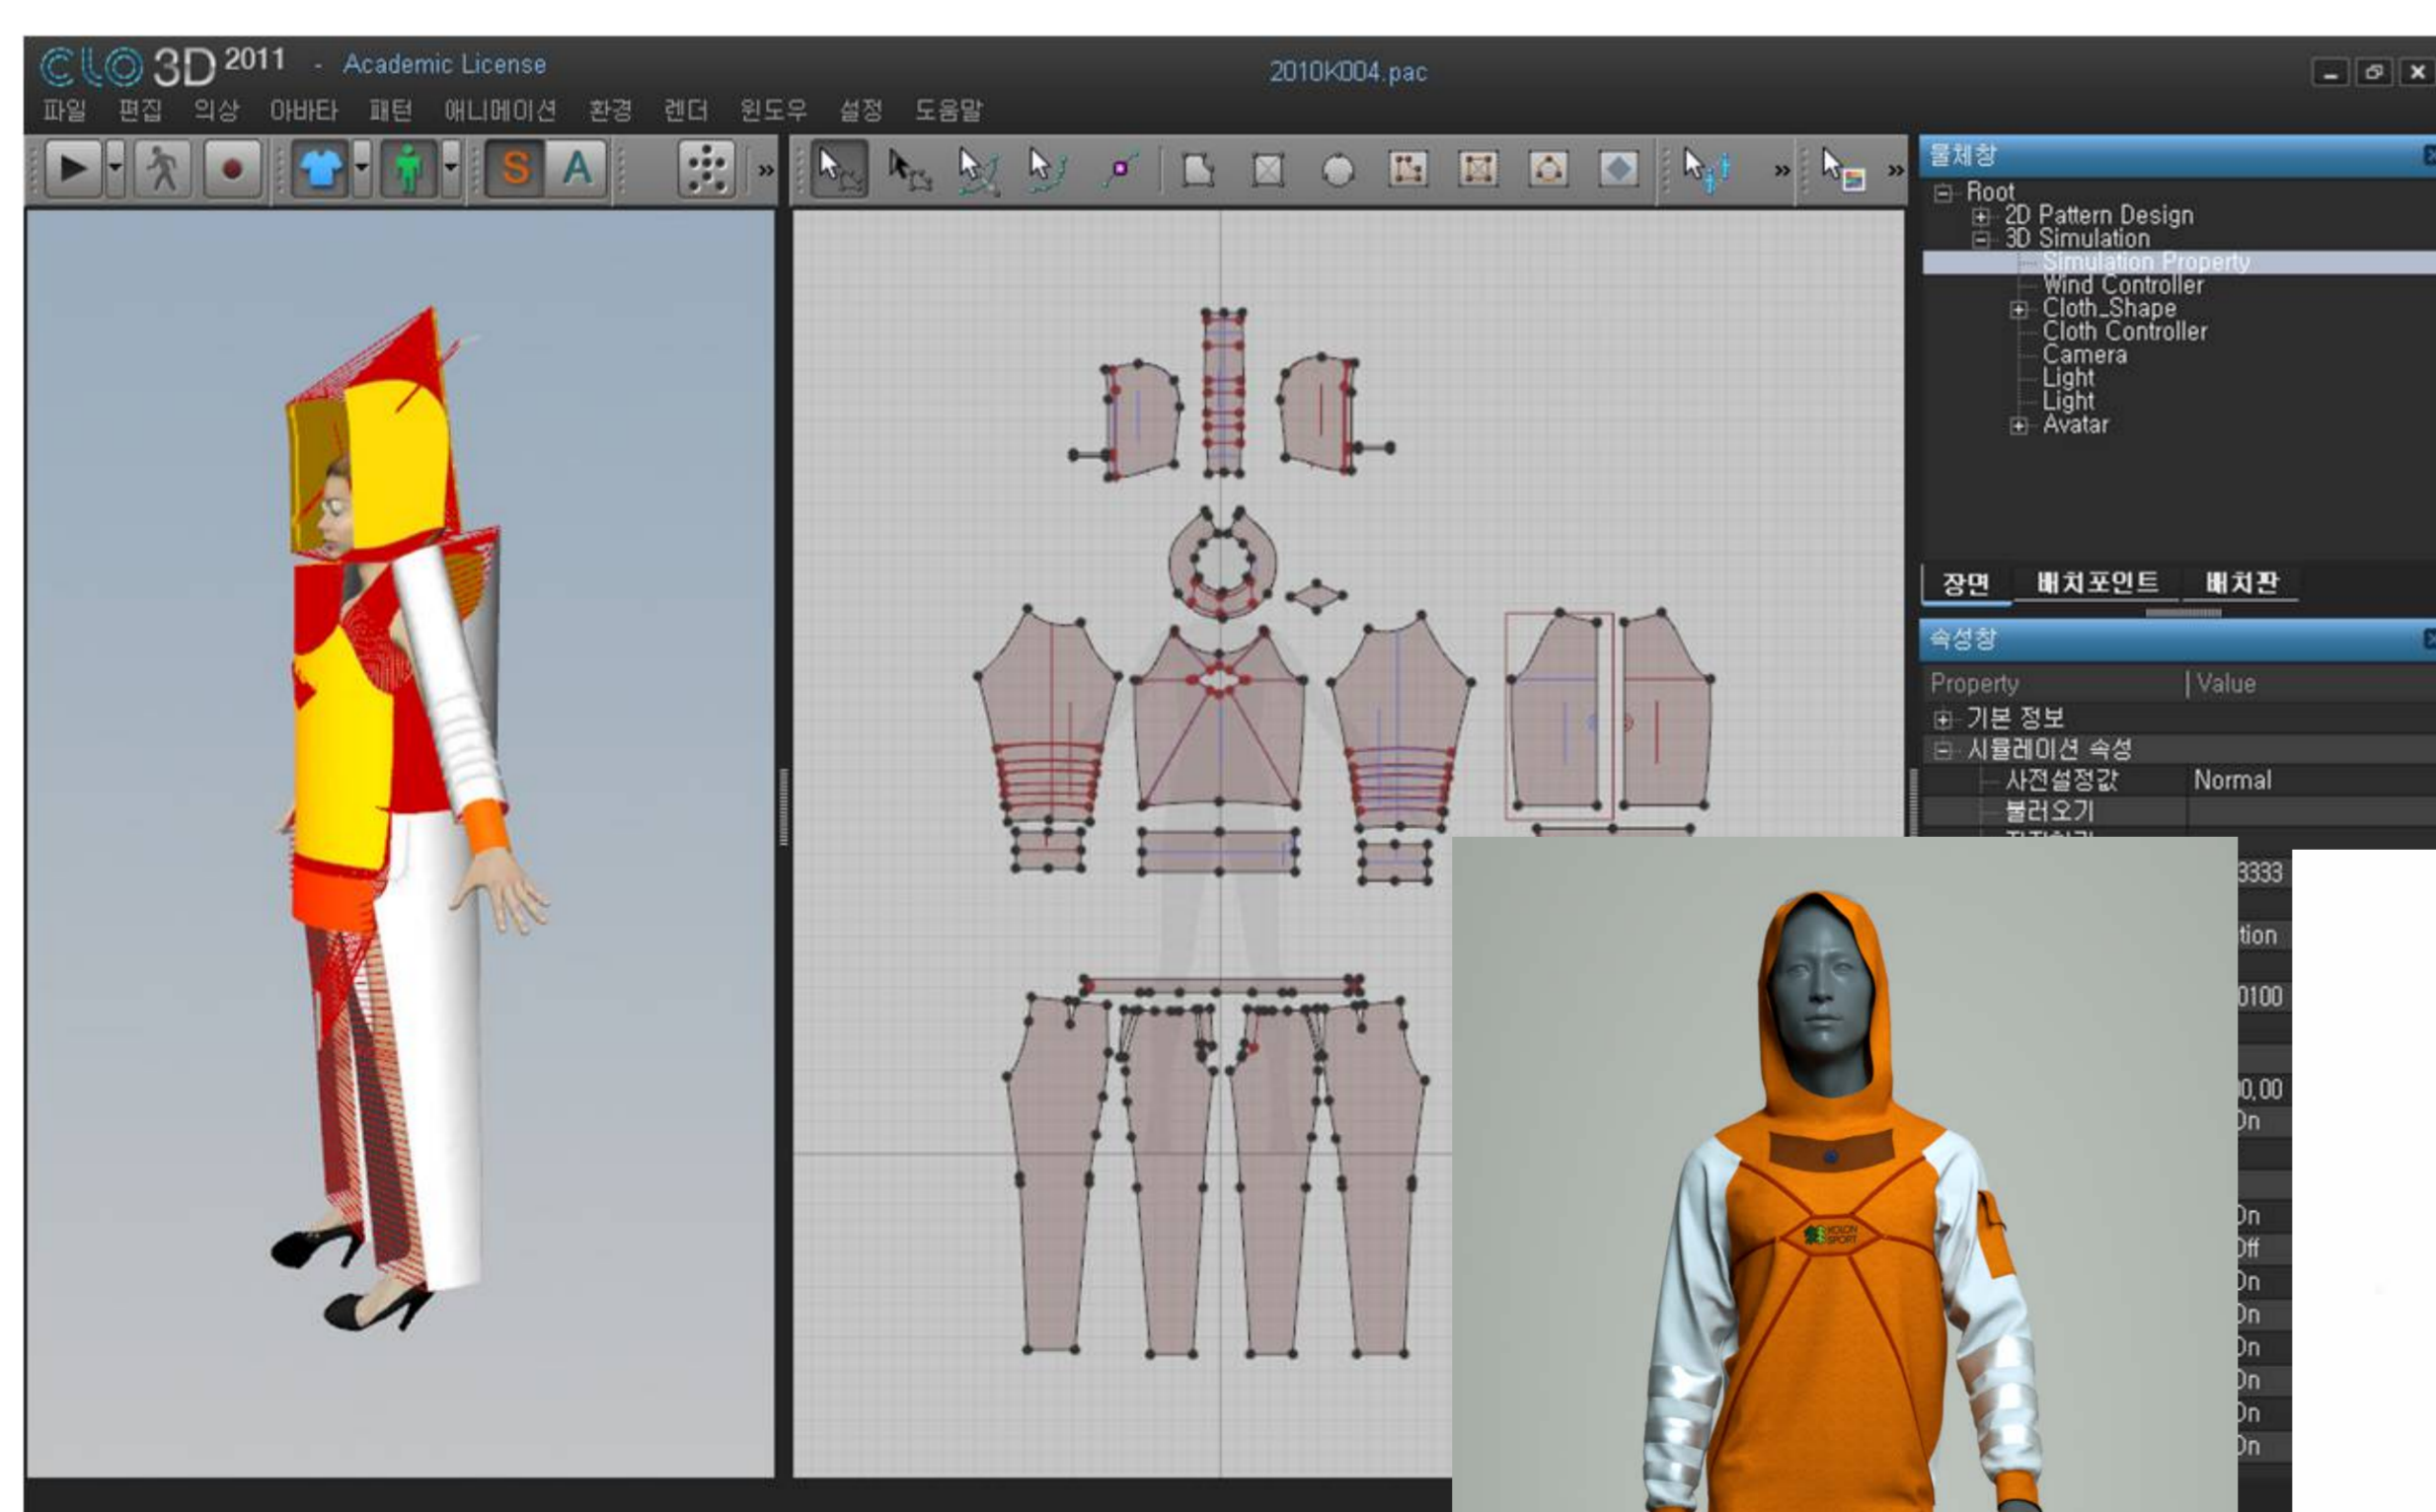 CLO 3D 2011 - Academic License
2010K004.pac
파일 편집 의상 아바타 패턴 애니메이션 환경 렌더 윈도우 설정 도움말
S A
물체창
Root
2D Pattern Design
3D Simulation
Simulation Property
Wind Controller
Cloth_Shape
Cloth Controller
Camera
Light
Light
Avatar
장면 배치포인트 배치판
속성창
Property Value
기본 정보
시뮬레이션 속성
사전설정값 Normal
불러오기
3333
tion
0100
00,00
On
On
Off
On
On
On
On
On
On
KOLON
SPORT